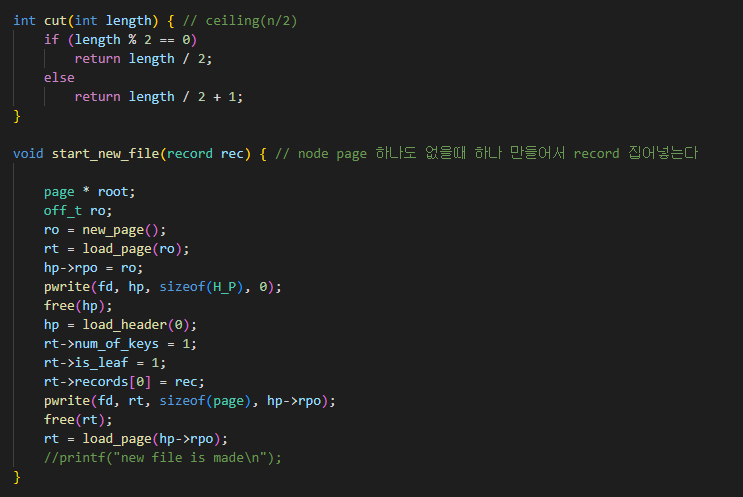 int cut(int length) { // ceiling(n/2)
    if (length % 2 == 0)
        return length / 2;
    else
        return length / 2 + 1;
}

void start_new_file(record rec) { // node page 하나도 없을때 하나 만들어서 record 집어넣는다

    page * root;
    off_t ro;
    ro = new_page();
    rt = load_page(ro);
    hp->rpo = ro;
    pwrite(fd, hp, sizeof(H_P), 0);
    free(hp);
    hp = load_header(0);
    rt->num_of_keys = 1;
    rt->is_leaf = 1;
    rt->records[0] = rec;
    pwrite(fd, rt, sizeof(page), hp->rpo);
    free(rt);
    rt = load_page(hp->rpo);
    //printf("new file is made\n");
}